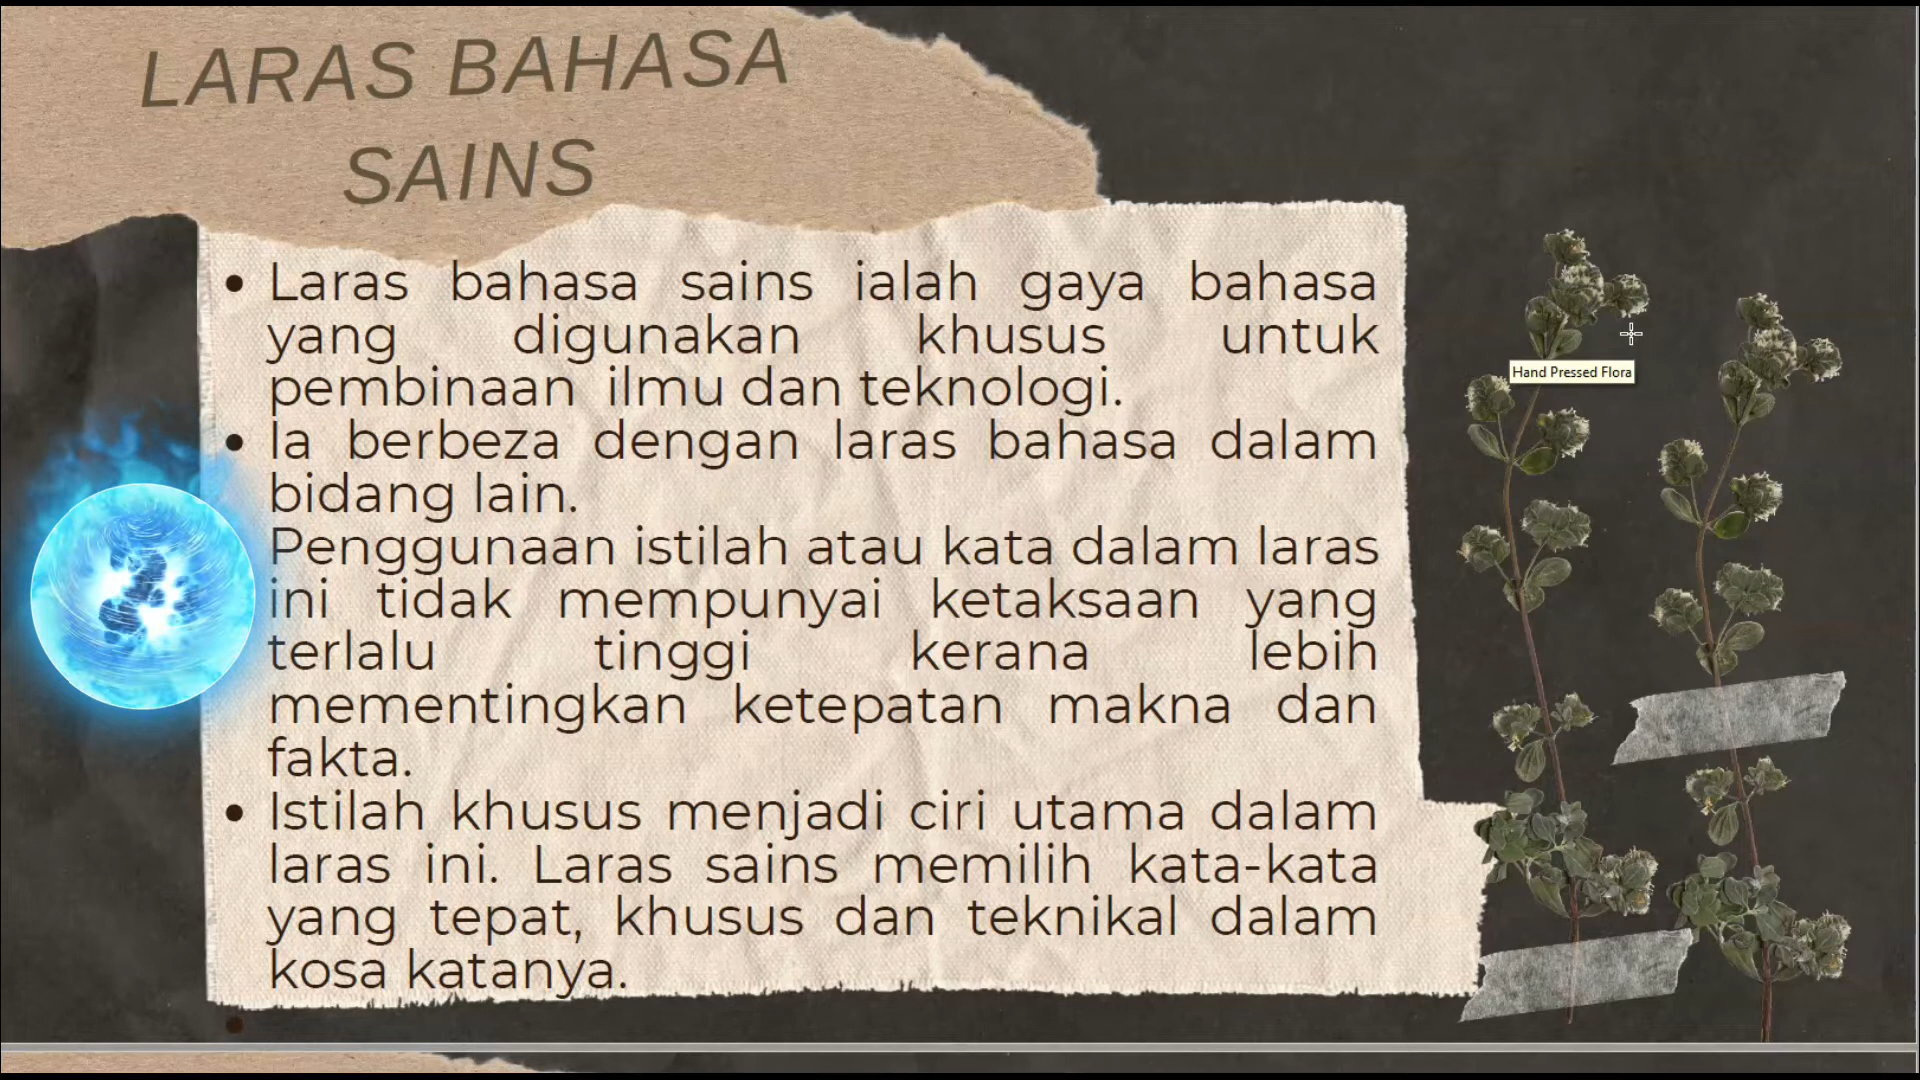 LARAS BAHASA
SAINS
• Laras bahasa sains ialah gaya bahasa
yang digunakan khusus untuk
pembinaan ilmu dan teknologi.
• Ia berbeza dengan laras bahasa dalam
bidang lain.
Penggunaan istilah atau kata dalam laras
ini tidak mempunyai ketaksaan yang
terlalu tinggi kerana lebih
mementingkan ketepatan makna dan
fakta.
• Istilah khusus menjadi ciri utama dalam
laras ini. Laras sains memilih kata-kata
yang tepat, khusus dan teknikal dalam
kosa katanya.
Hand Pressed Flora